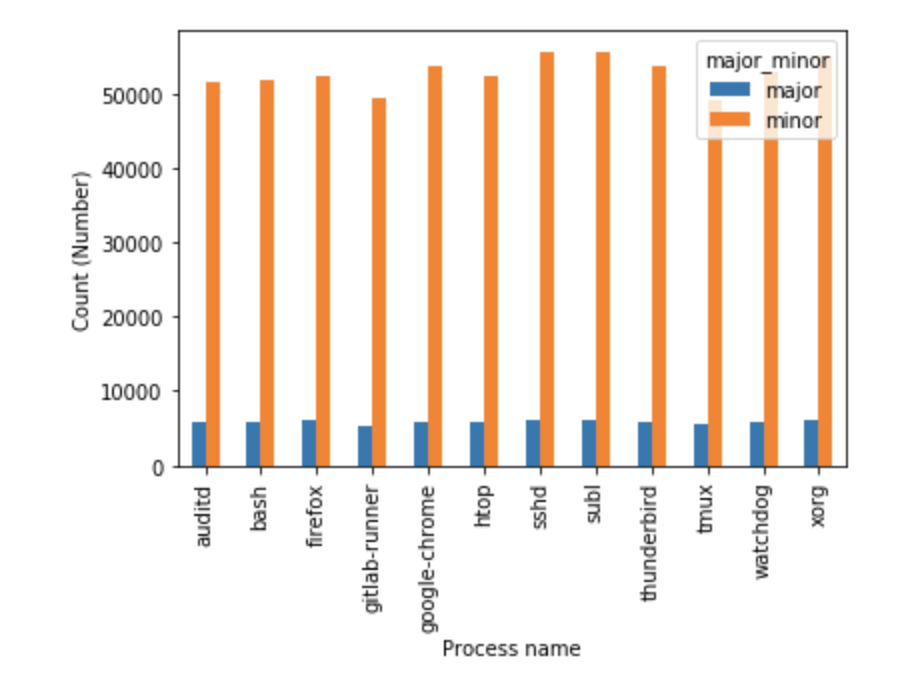 major_minor
major
minor
50000
40000
30000
20000
10000
0
Count (Number)
auditd
bash
firefox
gitlab-runner
google-chrome
htop
sshd
subl
thunderbird
tmux
watchdog
xorg
Process name